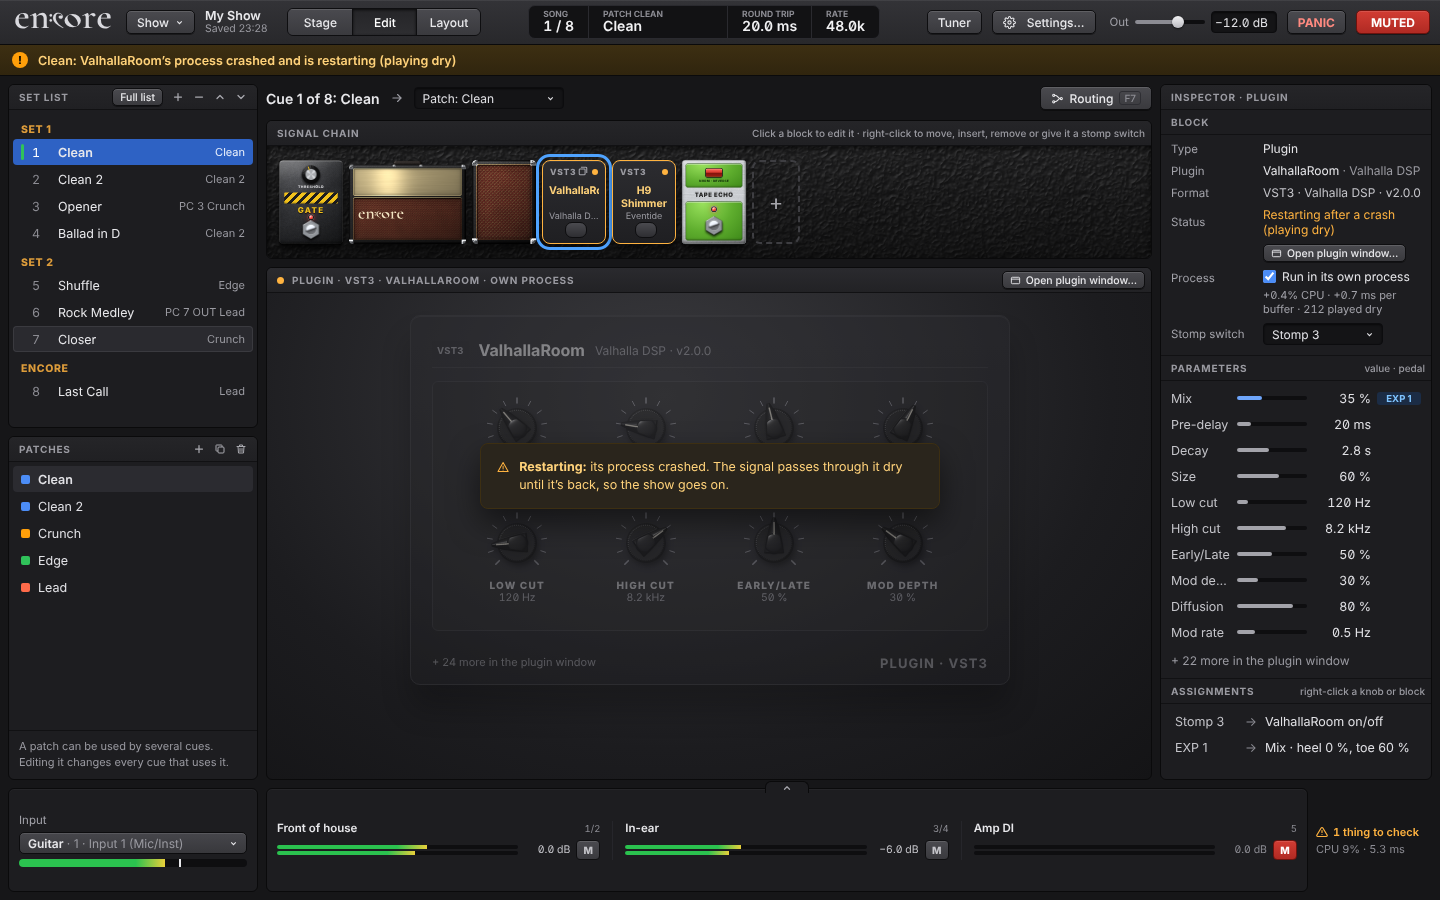 encore
Show
My Show
Saved 23:28
Stage
Edit
Layout
SONG
1 / 8
PATCH CLEAN
Clean
ROUND TRIP
20.0 ms
RATE
48.0k
Tuner
Settings...
Out
−12.0 dB
PANIC
MUTED
! Clean: ValhallaRoom's process crashed and is restarting (playing dry)
SET LIST
Full list
SET 1
1 Clean Clean
2 Clean 2 Clean 2
3 Opener PC 3 Crunch
4 Ballad in D Clean 2
SET 2
5 Shuffle Edge
6 Rock Medley PC 7 OUT Lead
7 Closer Crunch
ENCORE
8 Last Call Lead
PATCHES
Clean
Clean 2
Crunch
Edge
Lead
A patch can be used by several cues.
Editing it changes every cue that uses it.
Cue 1 of 8: Clean → Patch: Clean
Routing F7
SIGNAL CHAIN
Click a block to edit it · right-click to move, insert, remove or give it a stomp switch
THRESHOLD
GATE
encore
VST3
ValhallaRo
Valhalla D...
VST3
H9
Shimmer
Eventide
TAPE ECHO
+
PLUGIN · VST3 · VALHALLAROOM · OWN PROCESS
Open plugin window...
VST3 ValhallaRoom Valhalla DSP · v2.0.0
Restarting: its process crashed. The signal passes through it dry
until it's back, so the show goes on.
LOW CUT
120 Hz
HIGH CUT
8.2 kHz
EARLY/LATE
50 %
MOD DEPTH
30 %
+ 24 more in the plugin window
PLUGIN · VST3
INSPECTOR · PLUGIN
BLOCK
Type Plugin
Plugin ValhallaRoom · Valhalla DSP
Format VST3 · Valhalla DSP · v2.0.0
Status Restarting after a crash
(playing dry)
Open plugin window...
Process Run in its own process
+0.4% CPU · +0.7 ms per
buffer · 212 played dry
Stomp switch Stomp 3
PARAMETERS value · pedal
Mix 35 % EXP 1
Pre-delay 20 ms
Decay 2.8 s
Size 60 %
Low cut 120 Hz
High cut 8.2 kHz
Early/Late 50 %
Mod de... 30 %
Diffusion 80 %
Mod rate 0.5 Hz
+ 22 more in the plugin window
ASSIGNMENTS right-click a knob or block
Stomp 3 → ValhallaRoom on/off
EXP 1 → Mix · heel 0 %, toe 60 %
Input
Guitar · 1 · Input 1 (Mic/Inst)
Front of house 1/2
0.0 dB M
In-ear 3/4
−6.0 dB M
Amp DI 5
0.0 dB M
1 thing to check
CPU 9% · 5.3 ms